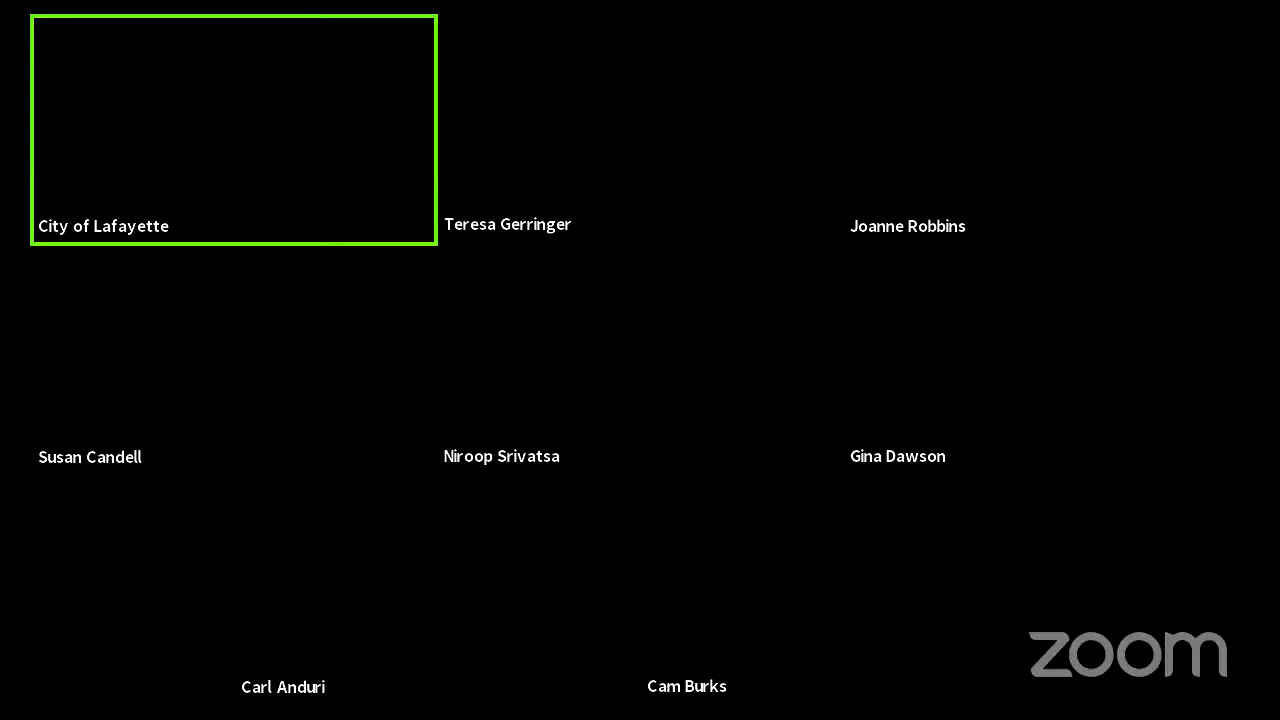 City of Lafayette
Teresa Gerringer
Joanne Robbins
Susan Candell
Niroop Srivatsa
Gina Dawson
Carl Anduri
Cam Burks
zoom